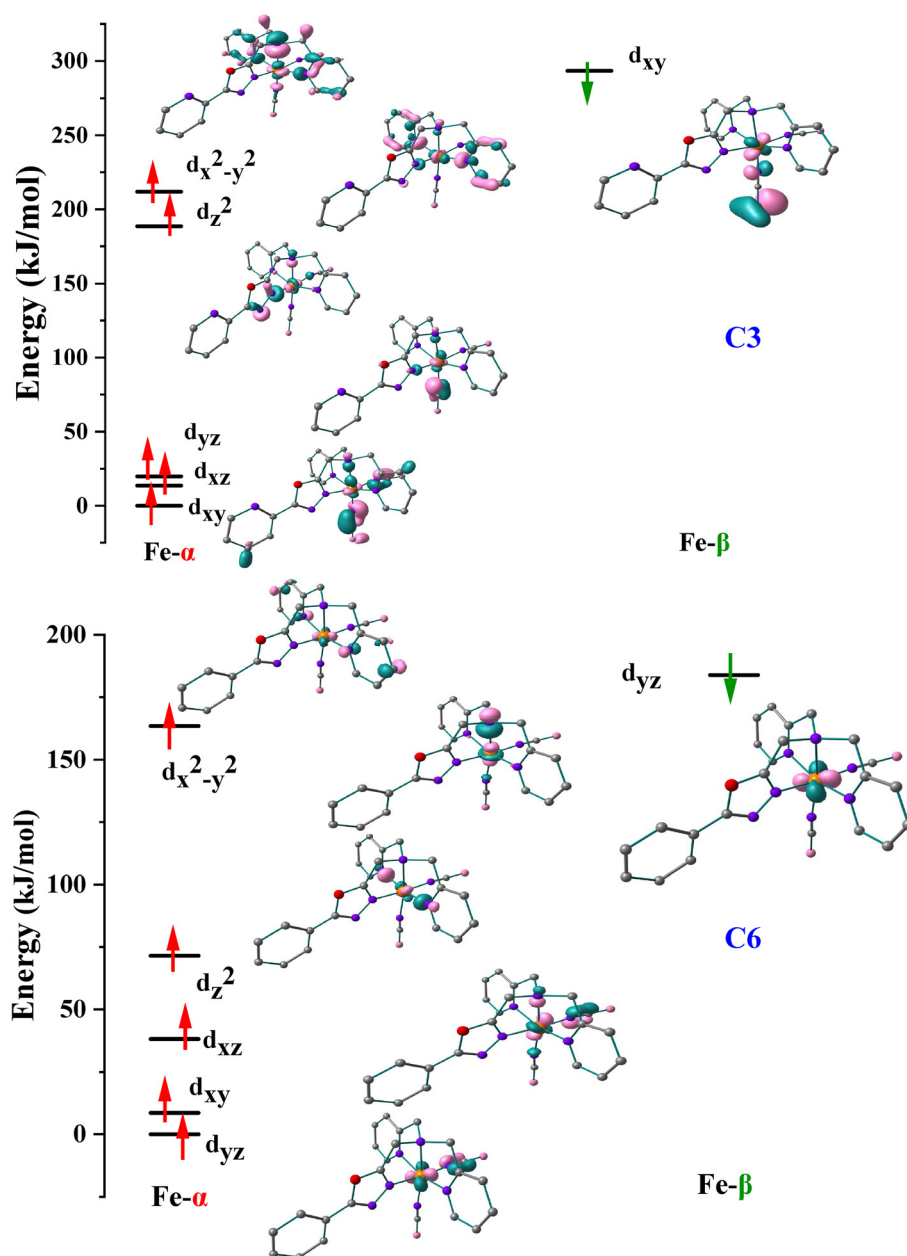 300
250
200
150
100
50
0
Energy (kJ/mol)
dx²-y²
dz²
dyz
dxz
dxy
Fe-α
dxy
C3
Fe-β
200
150
100
50
0
Energy (kJ/mol)
dx²-y²
dz²
dxz
dxy
dyz
Fe-α
dyz
C6
Fe-β